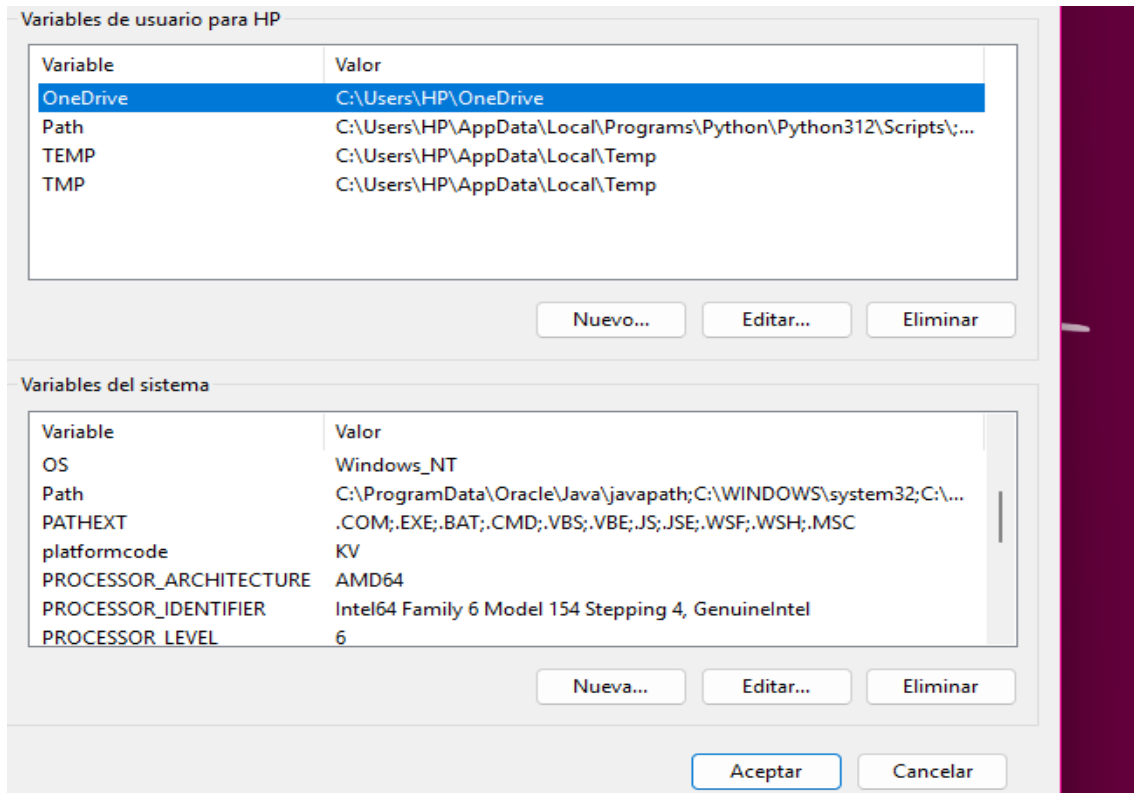 Variables de usuario para HP
Variable Valor
OneDrive C:\Users\HP\OneDrive
Path C:\Users\HP\AppData\Local\Programs\Python\Python312\Scripts\;...
TEMP C:\Users\HP\AppData\Local\Temp
TMP C:\Users\HP\AppData\Local\Temp
Nuevo... Editar... Eliminar
Variables del sistema
Variable Valor
OS Windows_NT
Path C:\ProgramData\Oracle\Java\javapath;C:\WINDOWS\system32;C:\...
PATHEXT .COM;.EXE;.BAT;.CMD;.VBS;.VBE;.JS;.JSE;.WSF;.WSH;.MSC
platformcode KV
PROCESSOR_ARCHITECTURE AMD64
PROCESSOR_IDENTIFIER Intel64 Family 6 Model 154 Stepping 4, GenuineIntel
PROCESSOR_LEVEL 6
Nueva... Editar... Eliminar
Aceptar Cancelar